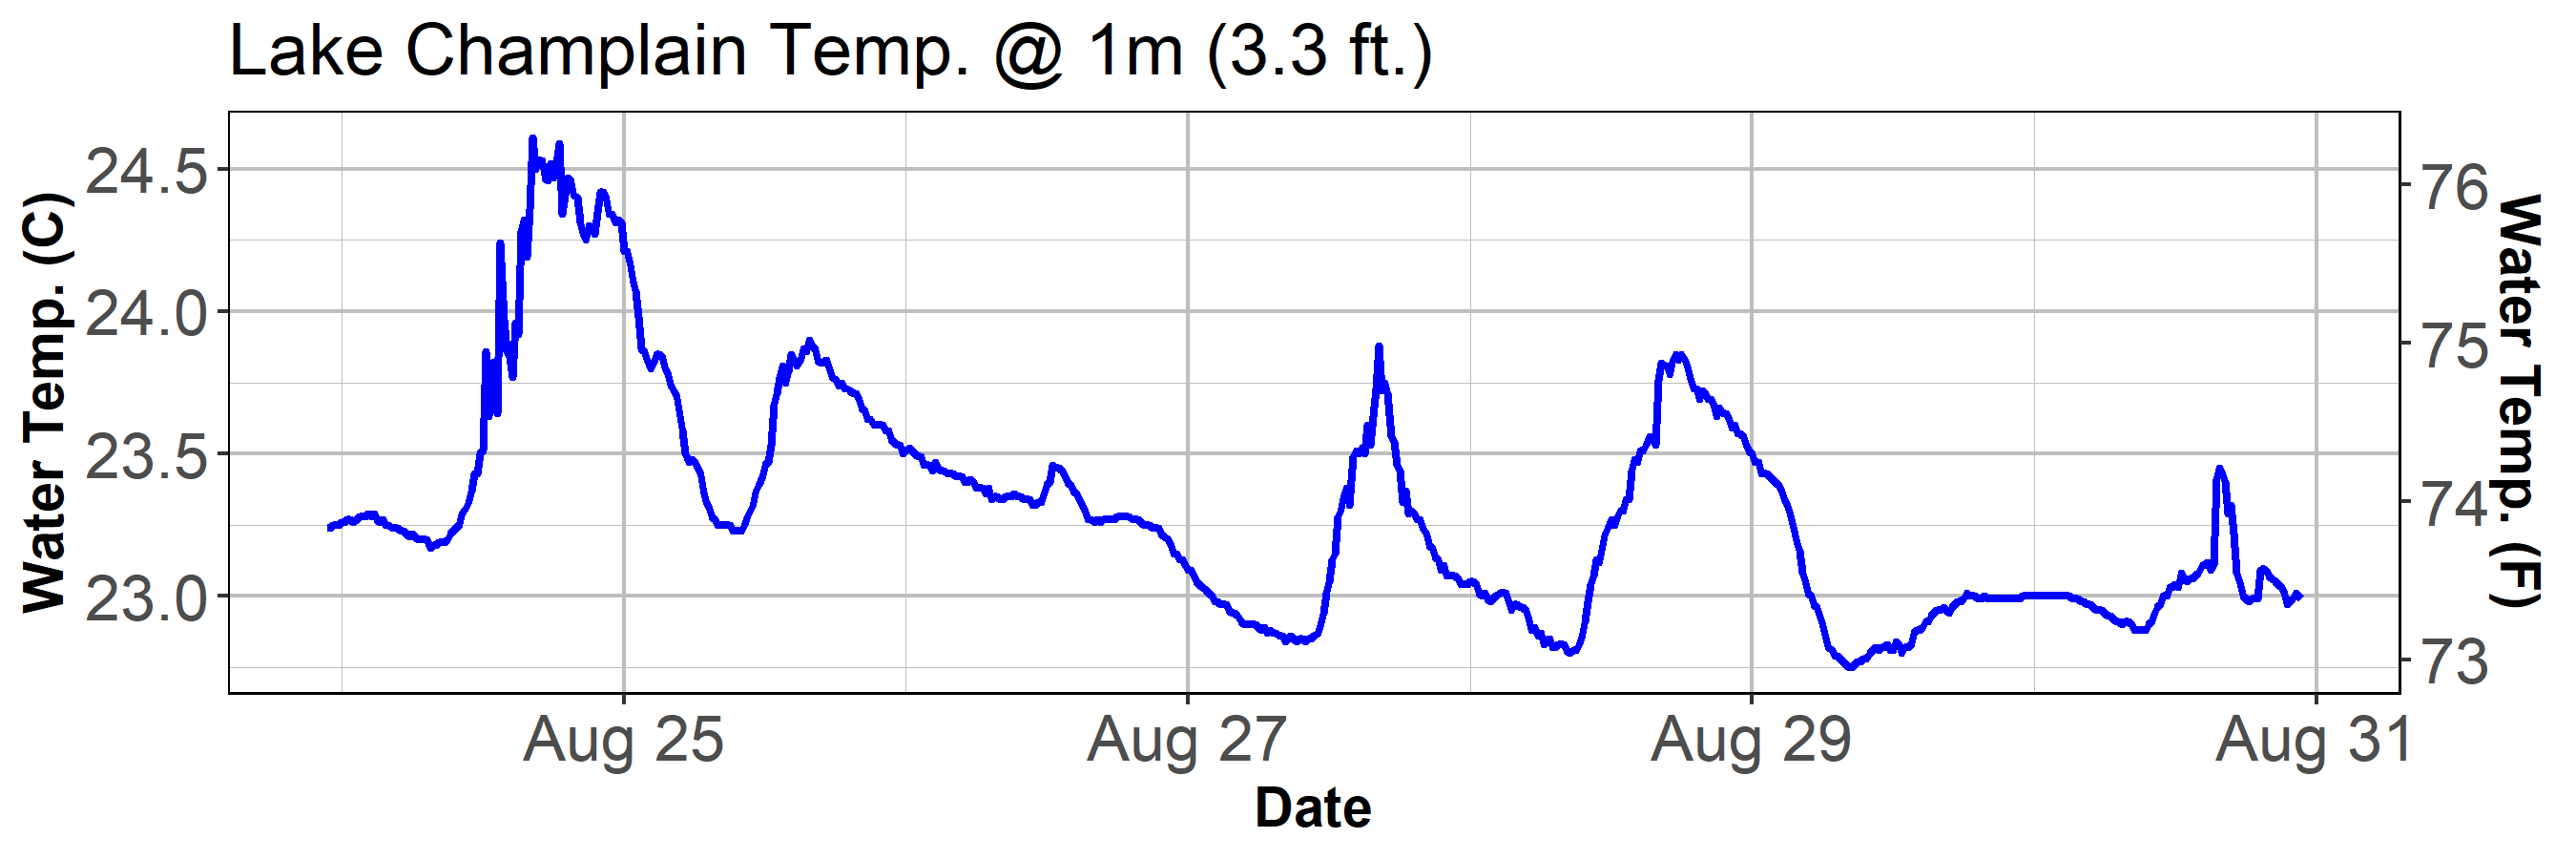 Lake Champlain Temp. @ 1m (3.3 ft.)
Water Temp. (C)
24.5
24.0
23.5
23.0
76
75
74
73
Water Temp. (F)
Aug 25
Aug 27
Aug 29
Aug 31
Date